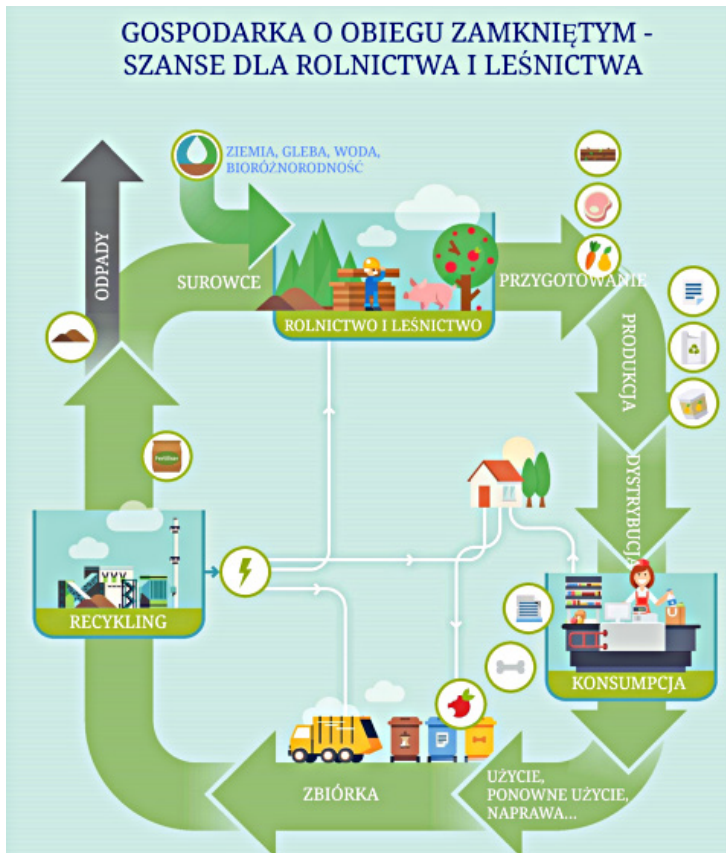 GOSPODARKA O OBIEGU ZAMKNIĘTYM -
SZANSE DLA ROLNICTWA I LEŚNICTWA
ZIEMIA, GLEBA, WODA,
BIORÓŻNORODNOŚĆ
ODPADY
SUROWCE
ROLNICTWO I LEŚNICTWO
PRZYGOTOWANIE
PRODUKCJA
DYSTRYBUCJA
Fertiliser
RECYKLING
KONSUMPCJA
ZBIÓRKA
UŻYCIE,
PONOWNE UŻYCIE,
NAPRAWA...